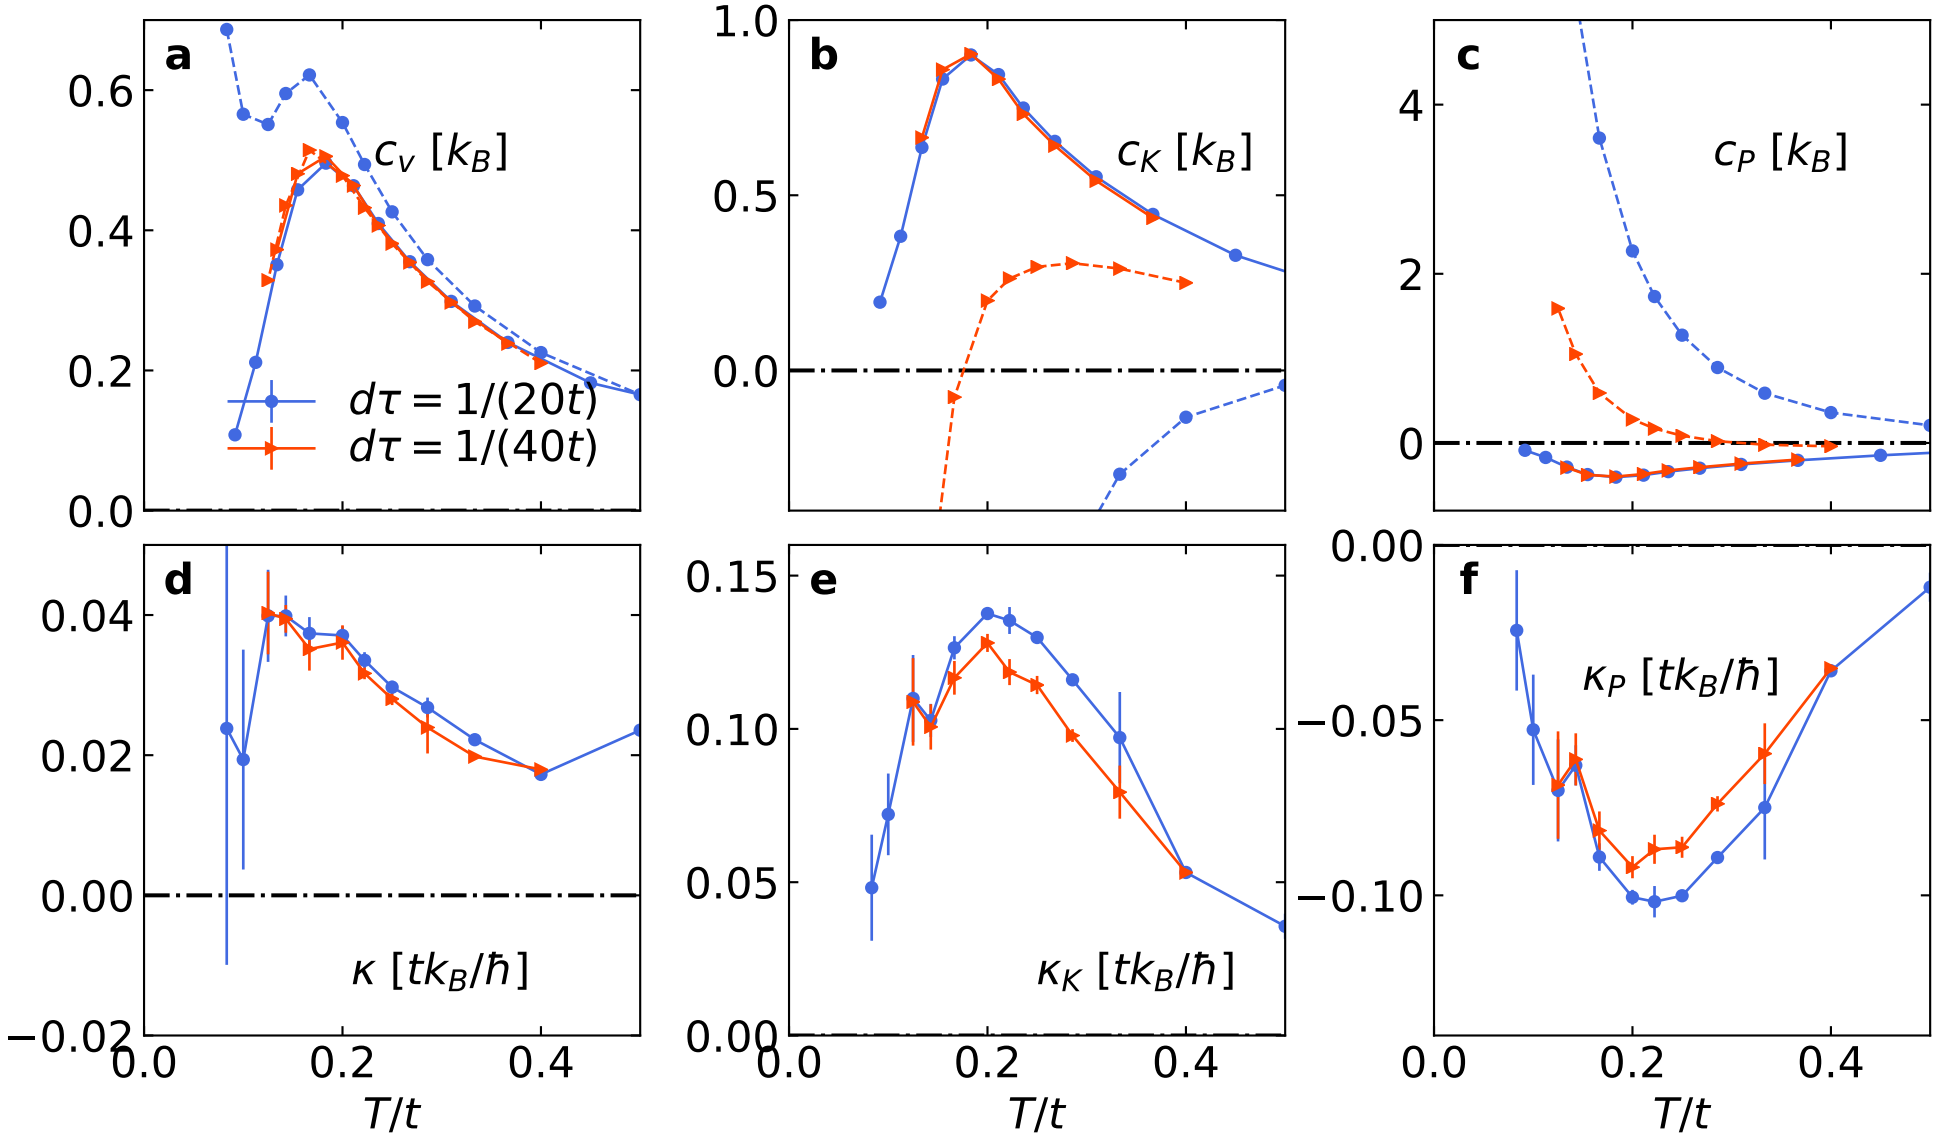 a
b
c
0.6
0.4
0.2
0.0
c_v [k_B]
dτ = 1/(20t)
dτ = 1/(40t)
1.0
0.5
0.0
c_K [k_B]
4
2
0
c_P [k_B]
d
e
f
0.04
0.02
0.00
−0.02
κ [tk_B/ħ]
0.15
0.10
0.05
0.00
κ_K [tk_B/ħ]
0.00
−0.05
−0.10
κ_P [tk_B/ħ]
0.0 0.2 0.4
0.0 0.2 0.4
0.0 0.2 0.4
T/t
T/t
T/t